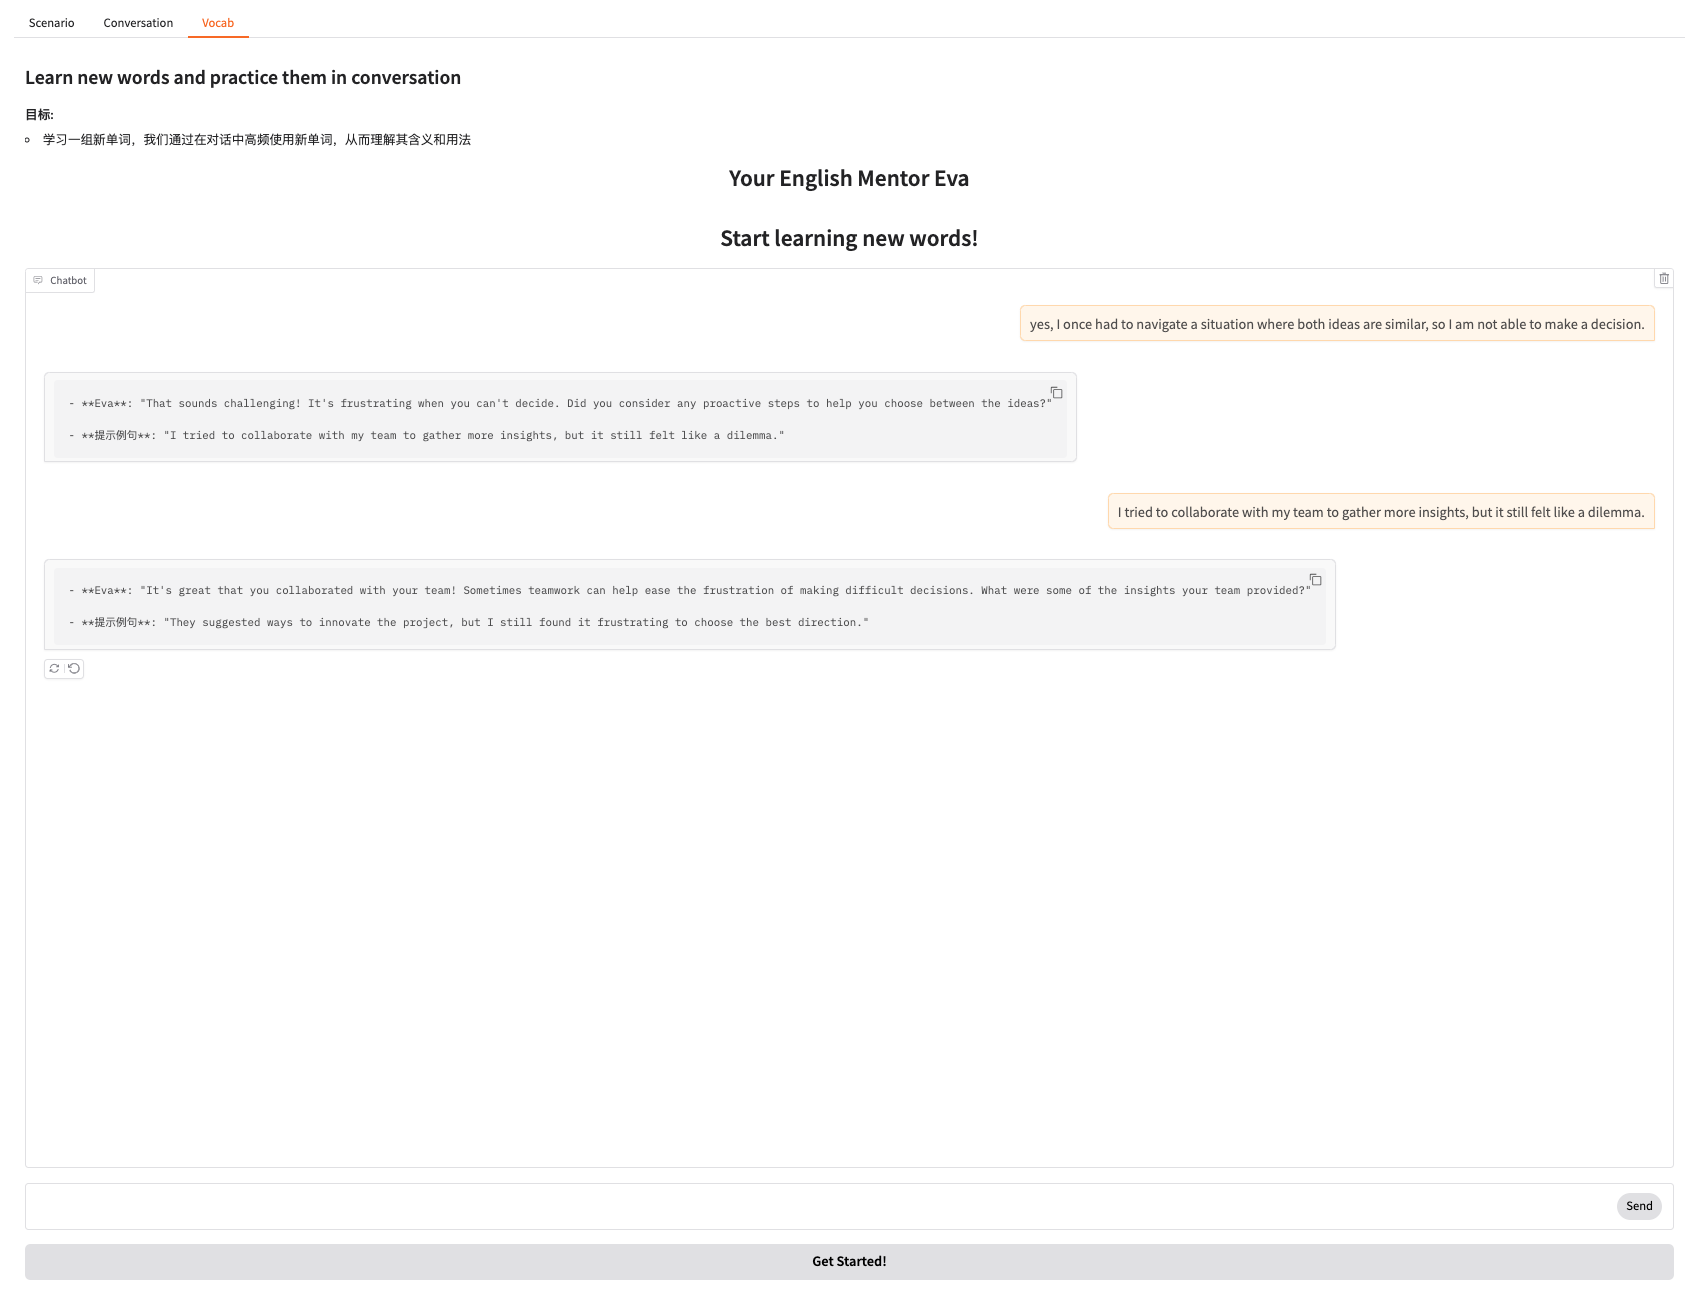 Scenario Conversation Vocab
Learn new words and practice them in conversation
目标:
学习一组新单词，我们通过在对话中高频使用新单词，从而理解其含义和用法
Your English Mentor Eva
Start learning new words!
Chatbot
yes, I once had to navigate a situation where both ideas are similar, so I am not able to make a decision.
- **Eva**: "That sounds challenging! It's frustrating when you can't decide. Did you consider any proactive steps to help you choose between the ideas?"
- **提示例句**: "I tried to collaborate with my team to gather more insights, but it still felt like a dilemma."
I tried to collaborate with my team to gather more insights, but it still felt like a dilemma.
- **Eva**: "It's great that you collaborated with your team! Sometimes teamwork can help ease the frustration of making difficult decisions. What were some of the insights your team provided?"
- **提示例句**: "They suggested ways to innovate the project, but I still found it frustrating to choose the best direction."
Send
Get Started!